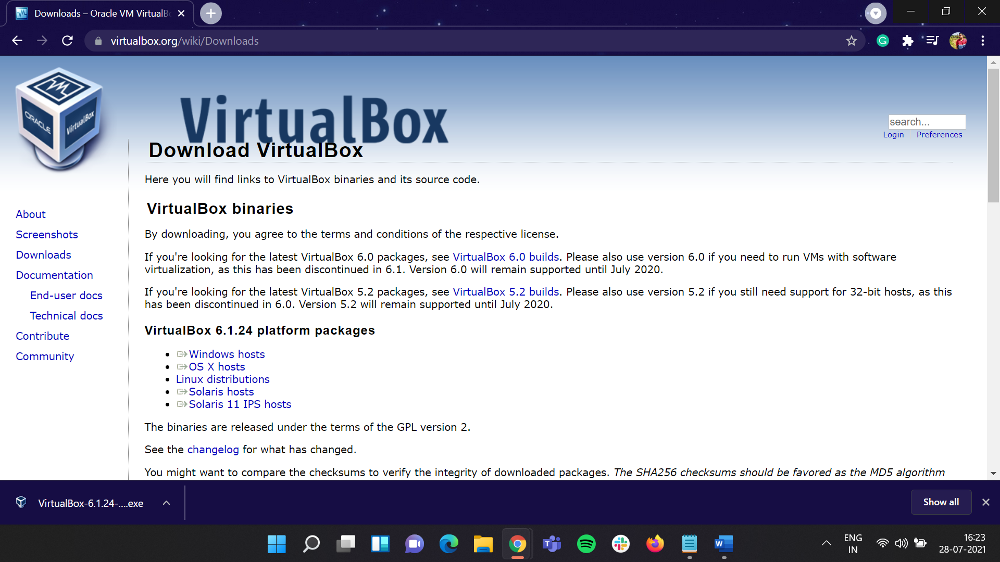 Downloads – Oracle VM VirtualB
virtualbox.org/wiki/Downloads
ORACLE
VirtualBox
VirtualBox
search...
Login Preferences
Download VirtualBox
Here you will find links to VirtualBox binaries and its source code.
VirtualBox binaries
By downloading, you agree to the terms and conditions of the respective license.
If you're looking for the latest VirtualBox 6.0 packages, see VirtualBox 6.0 builds. Please also use version 6.0 if you need to run VMs with software
virtualization, as this has been discontinued in 6.1. Version 6.0 will remain supported until July 2020.
If you're looking for the latest VirtualBox 5.2 packages, see VirtualBox 5.2 builds. Please also use version 5.2 if you still need support for 32-bit hosts, as this
has been discontinued in 6.0. Version 5.2 will remain supported until July 2020.
VirtualBox 6.1.24 platform packages
Windows hosts
OS X hosts
Linux distributions
Solaris hosts
Solaris 11 IPS hosts
The binaries are released under the terms of the GPL version 2.
See the changelog for what has changed.
You might want to compare the checksums to verify the integrity of downloaded packages. The SHA256 checksums should be favored as the MD5 algorithm
About
Screenshots
Downloads
Documentation
End-user docs
Technical docs
Contribute
Community
VirtualBox-6.1.24-....exe
Show all
ENG
IN
16:23
28-07-2021